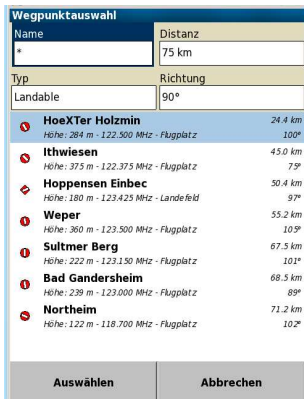 Wegpunktauswahl
Name
Distanz
*
75 km
Typ
Richtung
Landable
90°
HoeXTer Holzmin
24.4 km
Höhe: 284 m - 122.500 MHz - Flugplatz
100°
Ithwiesen
45.0 km
Höhe: 375 m - 122.375 MHz - Flugplatz
75°
Hoppensen Einbec
50.4 km
Höhe: 180 m - 123.425 MHz - Landefeld
97°
Weper
55.2 km
Höhe: 360 m - 123.500 MHz - Flugplatz
105°
Sultmer Berg
67.5 km
Höhe: 222 m - 123.150 MHz - Flugplatz
101°
Bad Gandersheim
68.5 km
Höhe: 239 m - 123.000 MHz - Flugplatz
89°
Northeim
71.2 km
Höhe: 122 m - 118.700 MHz - Flugplatz
102°
Auswählen
Abbrechen